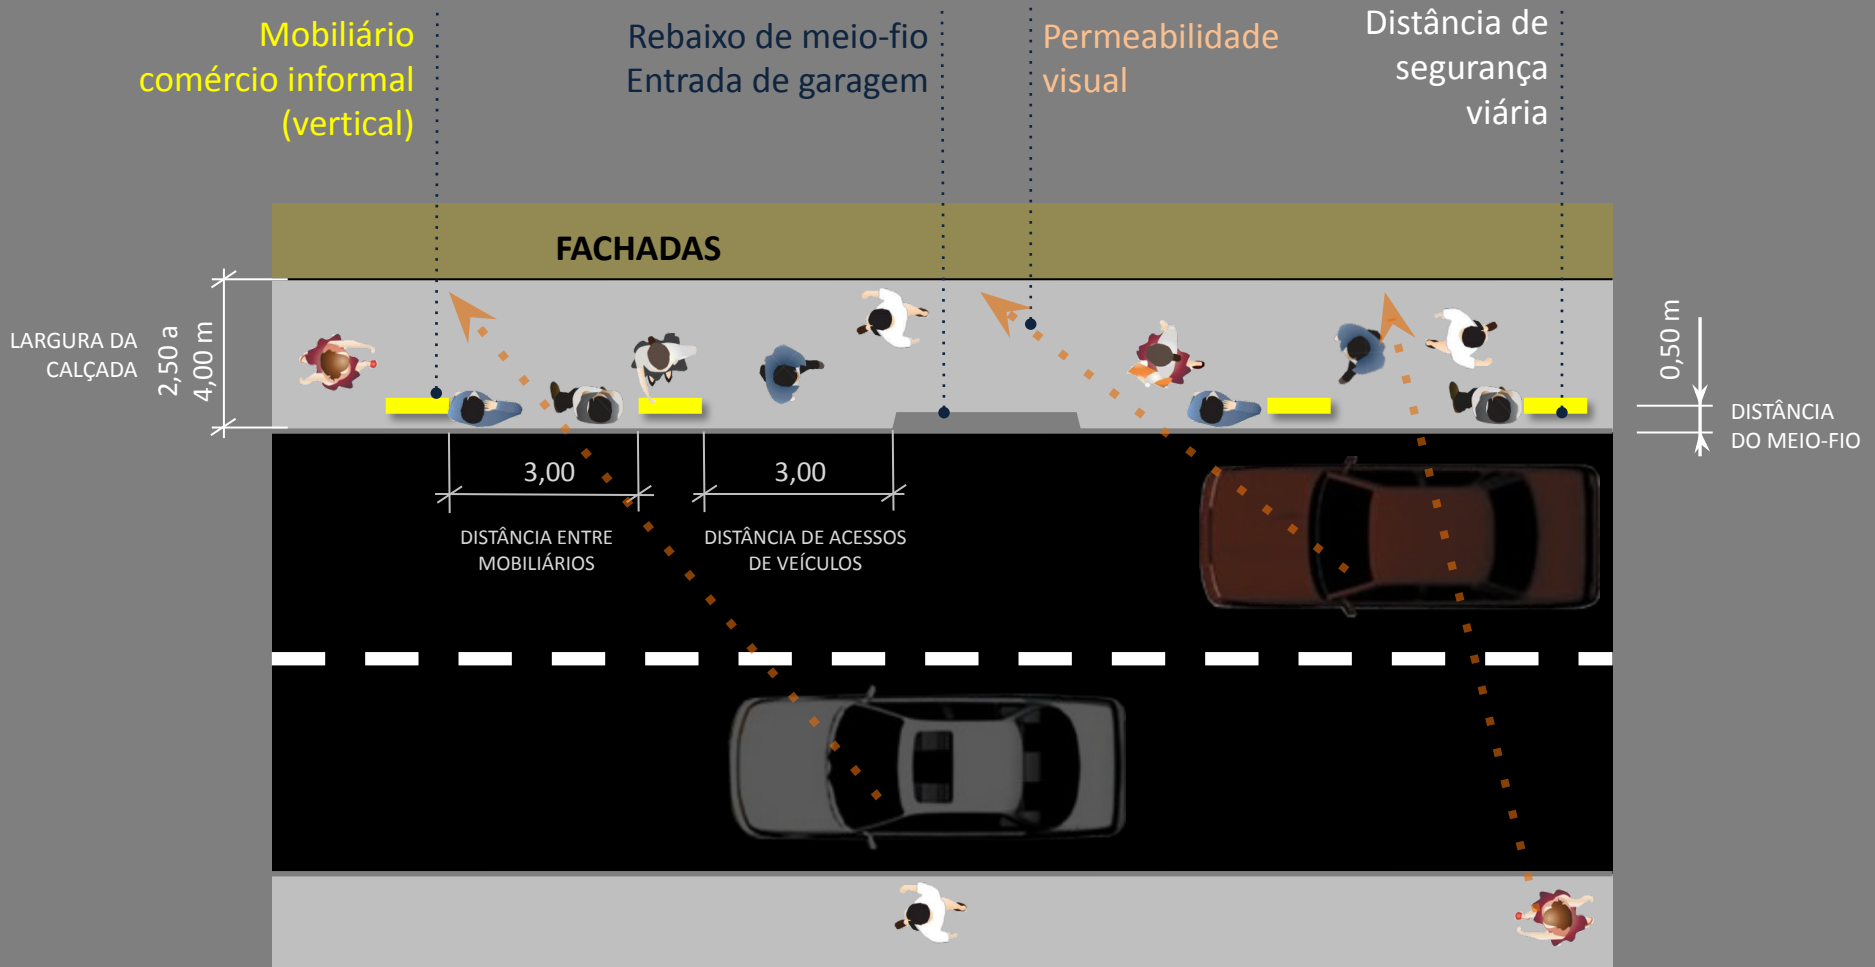 Mobiliário
comércio informal
(vertical)
Rebaixo de meio-fio
Entrada de garagem
Permeabilidade
visual
Distância de
segurança
viária
FACHADAS
LARGURA DA
CALÇADA
2,50 a
4,00 m
0,50 m
DISTÂNCIA
DO MEIO-FIO
3,00
3,00
DISTÂNCIA ENTRE
MOBILIÁRIOS
DISTÂNCIA DE ACESSOS
DE VEÍCULOS